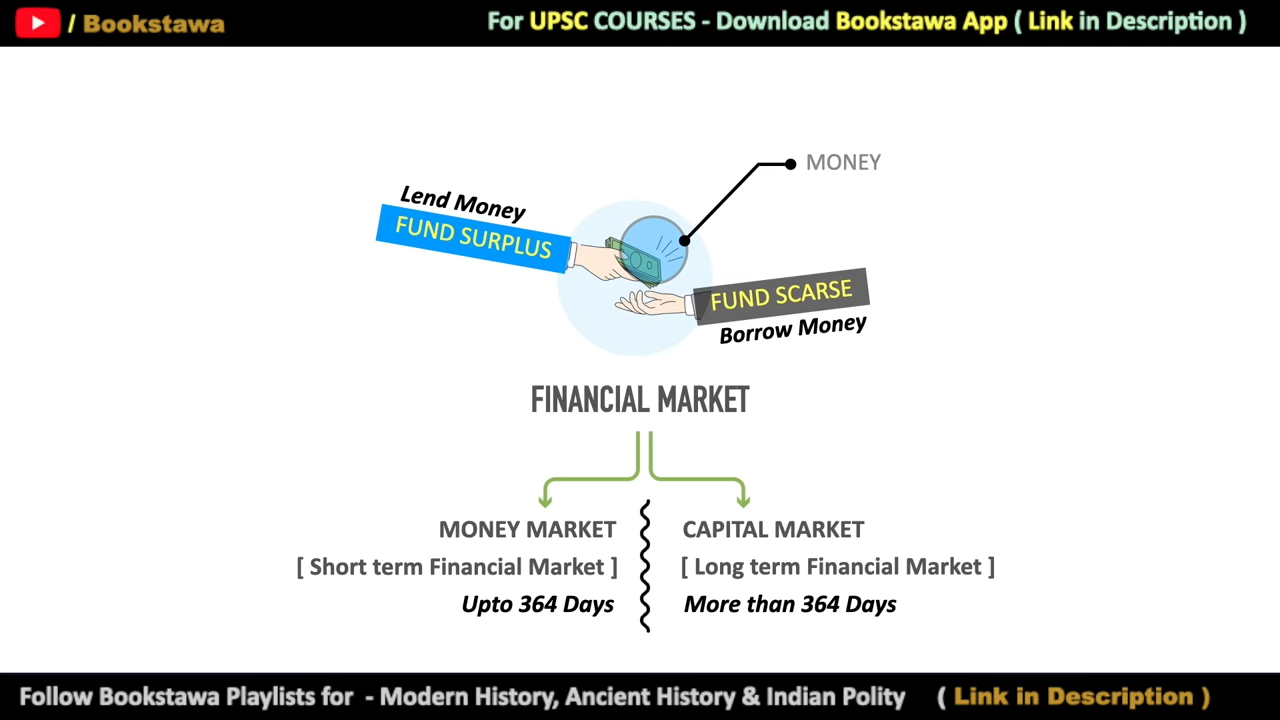 / Bookstawa
For UPSC COURSES - Download Bookstawa App ( Link in Description )
MONEY
Lend Money
FUND SURPLUS
FUND SCARSE
Borrow Money
FINANCIAL MARKET
MONEY MARKET
[ Short term Financial Market ]
Upto 364 Days
CAPITAL MARKET
[ Long term Financial Market ]
More than 364 Days
Follow Bookstawa Playlists for - Modern History, Ancient History & Indian Polity ( Link in Description )